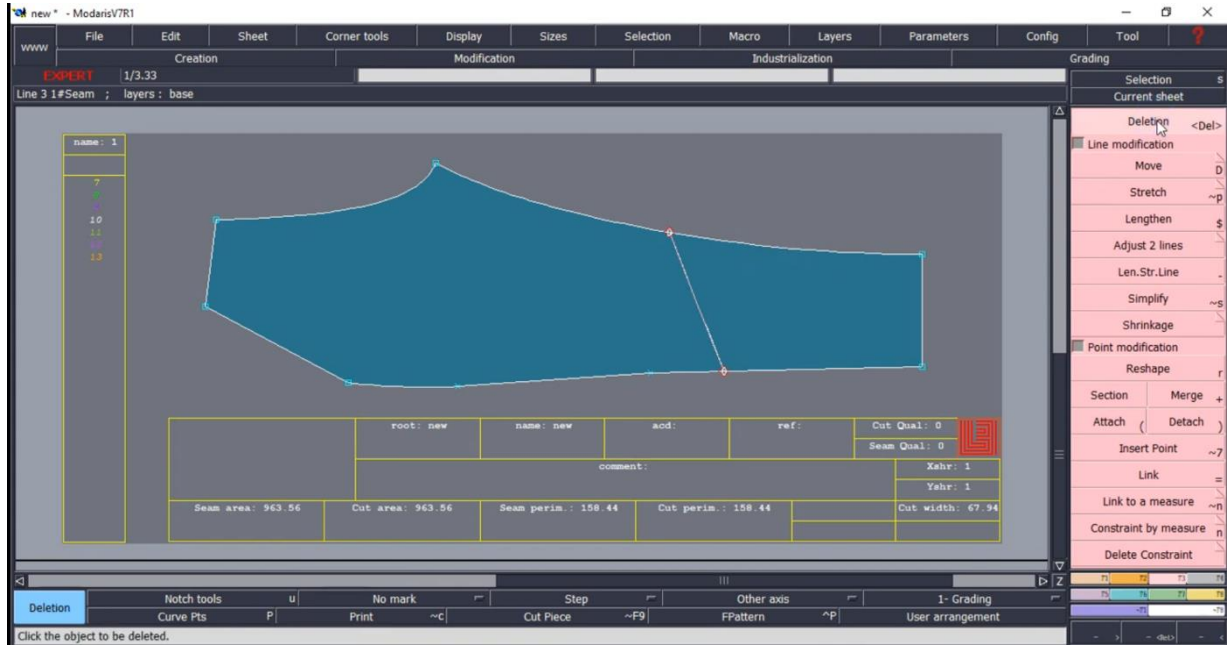 new * - ModarisV7R1
www File Edit Sheet Corner tools Display Sizes Selection Macro Layers Parameters Config Tool ?
Creation Modification Industrialization Grading
EXPERT 1/3.33
Selection s
Line 3 1#Seam ; layers : base
Current sheet
Deletion <Del>
Line modification
Move D
Stretch ~p
Lengthen $
Adjust 2 lines
Len.Str.Line -
Simplify ~s
Shrinkage
Point modification
Reshape r
Section Merge +
Attach ( Detach )
Insert Point ~7
Link =
Link to a measure ~n
Constraint by measure n
Delete Constraint
name: 1
7
10
11
12
13
root: new name: new acd: ref: Cut Qual: 0
Seam Qual: 0
comment: Xshr: 1
Yshr: 1
Seam area: 963.56 Cut area: 963.56 Seam perim.: 158.44 Cut perim.: 158.44 Cut width: 67.94
Z
Deletion
Notch tools u No mark Step Other axis 1- Grading
Curve Pts P Print ~c Cut Piece ~F9 FPattern ^P User arrangement
Click the object to be deleted.